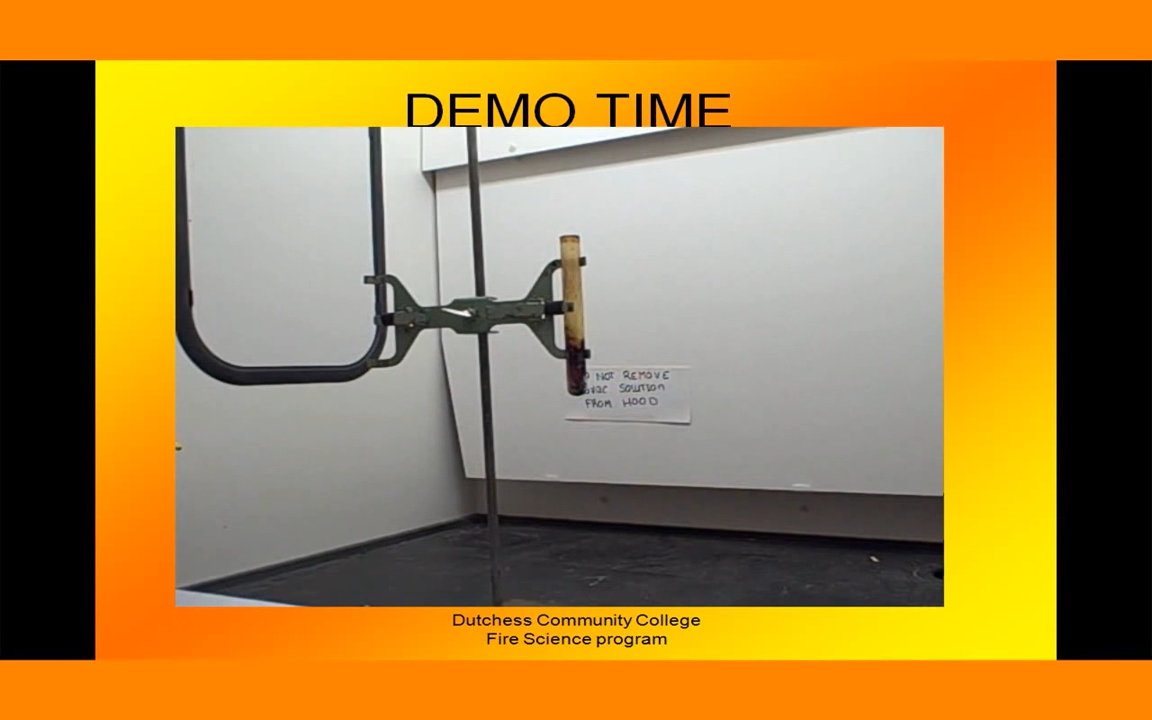 DEMO TIME
NOT REMOVE
SOLUTION
FROM HOOD
Dutchess Community College
Fire Science program